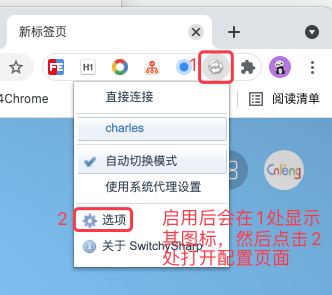 新标签页
1
4Chrome
阅读清单
直接连接
charles
自动切换模式
使用系统代理设置
2 选项
关于 SwitchySharp
启用后会在1处显示
其图标，然后点击2
处打开配置页面
H1
Cnleng